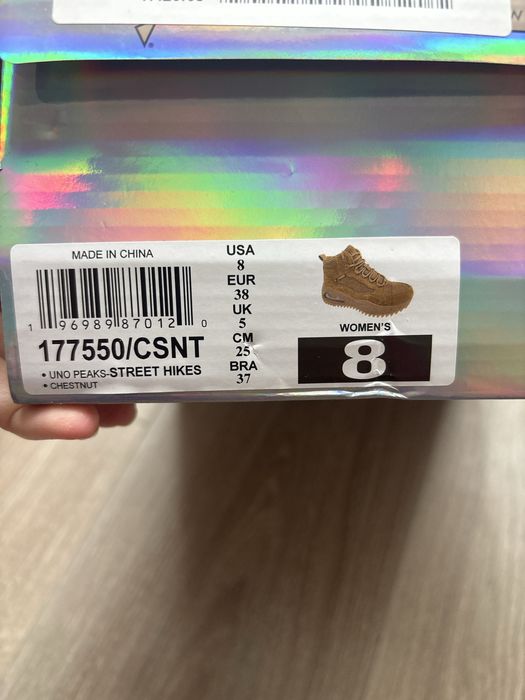 MADE IN CHINA
1 96989 87012 0
177550/CSNT
• UNO PEAKS-STREET HIKES
• CHESTNUT
USA
8
EUR
38
UK
5
CM
25
BRA
37
WOMEN'S
8